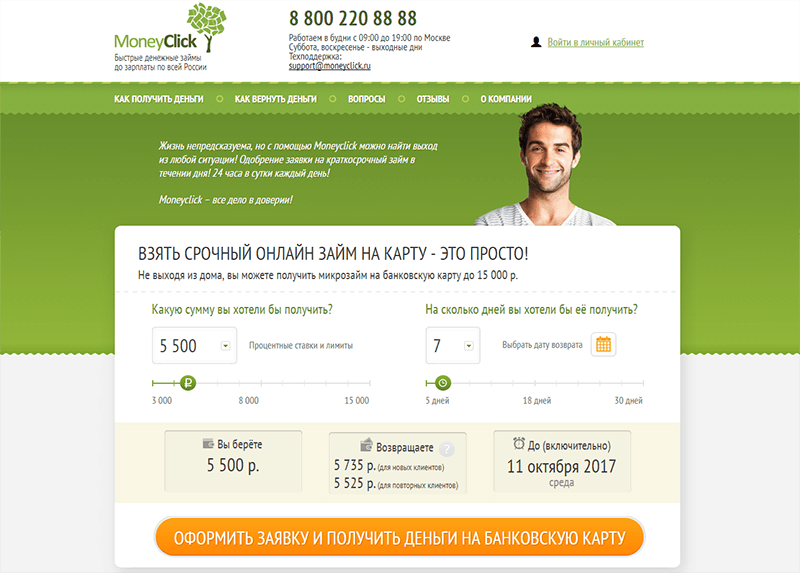 MoneyClick
Быстрые денежные займы
до зарплаты по всей России
8 800 220 88 88
Работаем в будни с 09:00 до 19:00 по Москве
Суббота, воскресенье - выходные дни
Техподдержка:
support@moneyclick.ru
Войти в личный кабинет
КАК ПОЛУЧИТЬ ДЕНЬГИ
КАК ВЕРНУТЬ ДЕНЬГИ
ВОПРОСЫ
ОТЗЫВЫ
О КОМПАНИИ
Жизнь непредсказуема, но с помощью Moneyclick можно найти выход
из любой ситуации! Одобрение заявки на краткосрочный займ в
течении дня! 24 часа в сутки каждый день!
Moneyclick – все дело в доверии!
ВЗЯТЬ СРОЧНЫЙ ОНЛАЙН ЗАЙМ НА КАРТУ - ЭТО ПРОСТО!
Не выходя из дома, вы можете получить микрозайм на банковскую карту до 15 000 р.
Какую сумму вы хотели бы получить?
5 500
Процентные ставки и лимиты
3 000
8 000
15 000
На сколько дней вы хотели бы её получить?
7
Выбрать дату возврата
5 дней
18 дней
30 дней
Вы берёте
5 500 р.
Возвращаете ?
5 735 р. (для новых клиентов)
5 525 р. (для повторных клиентов)
До (включительно)
11 октября 2017
среда
ОФОРМИТЬ ЗАЯВКУ И ПОЛУЧИТЬ ДЕНЬГИ НА БАНКОВСКУЮ КАРТУ